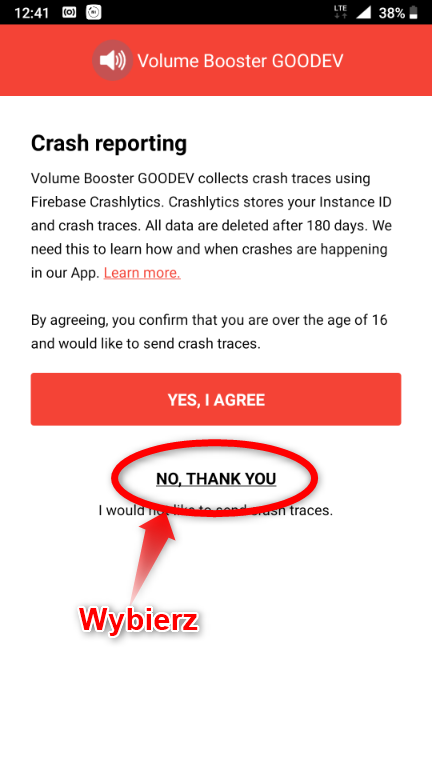 12:41
LTE
38%
Volume Booster GOODEV
Crash reporting
Volume Booster GOODEV collects crash traces using
Firebase Crashlytics. Crashlytics stores your Instance ID
and crash traces. All data are deleted after 180 days. We
need this to learn how and when crashes are happening
in our App. Learn more.
By agreeing, you confirm that you are over the age of 16
and would like to send crash traces.
YES, I AGREE
NO, THANK YOU
I would not like to send crash traces.
Wybierz